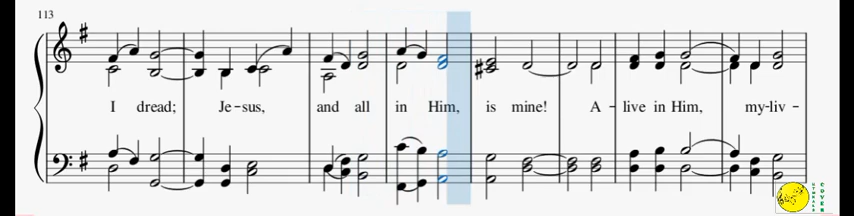 113
I dread; Je-sus, and all in Him, is mine! A-live in Him, my-liv-